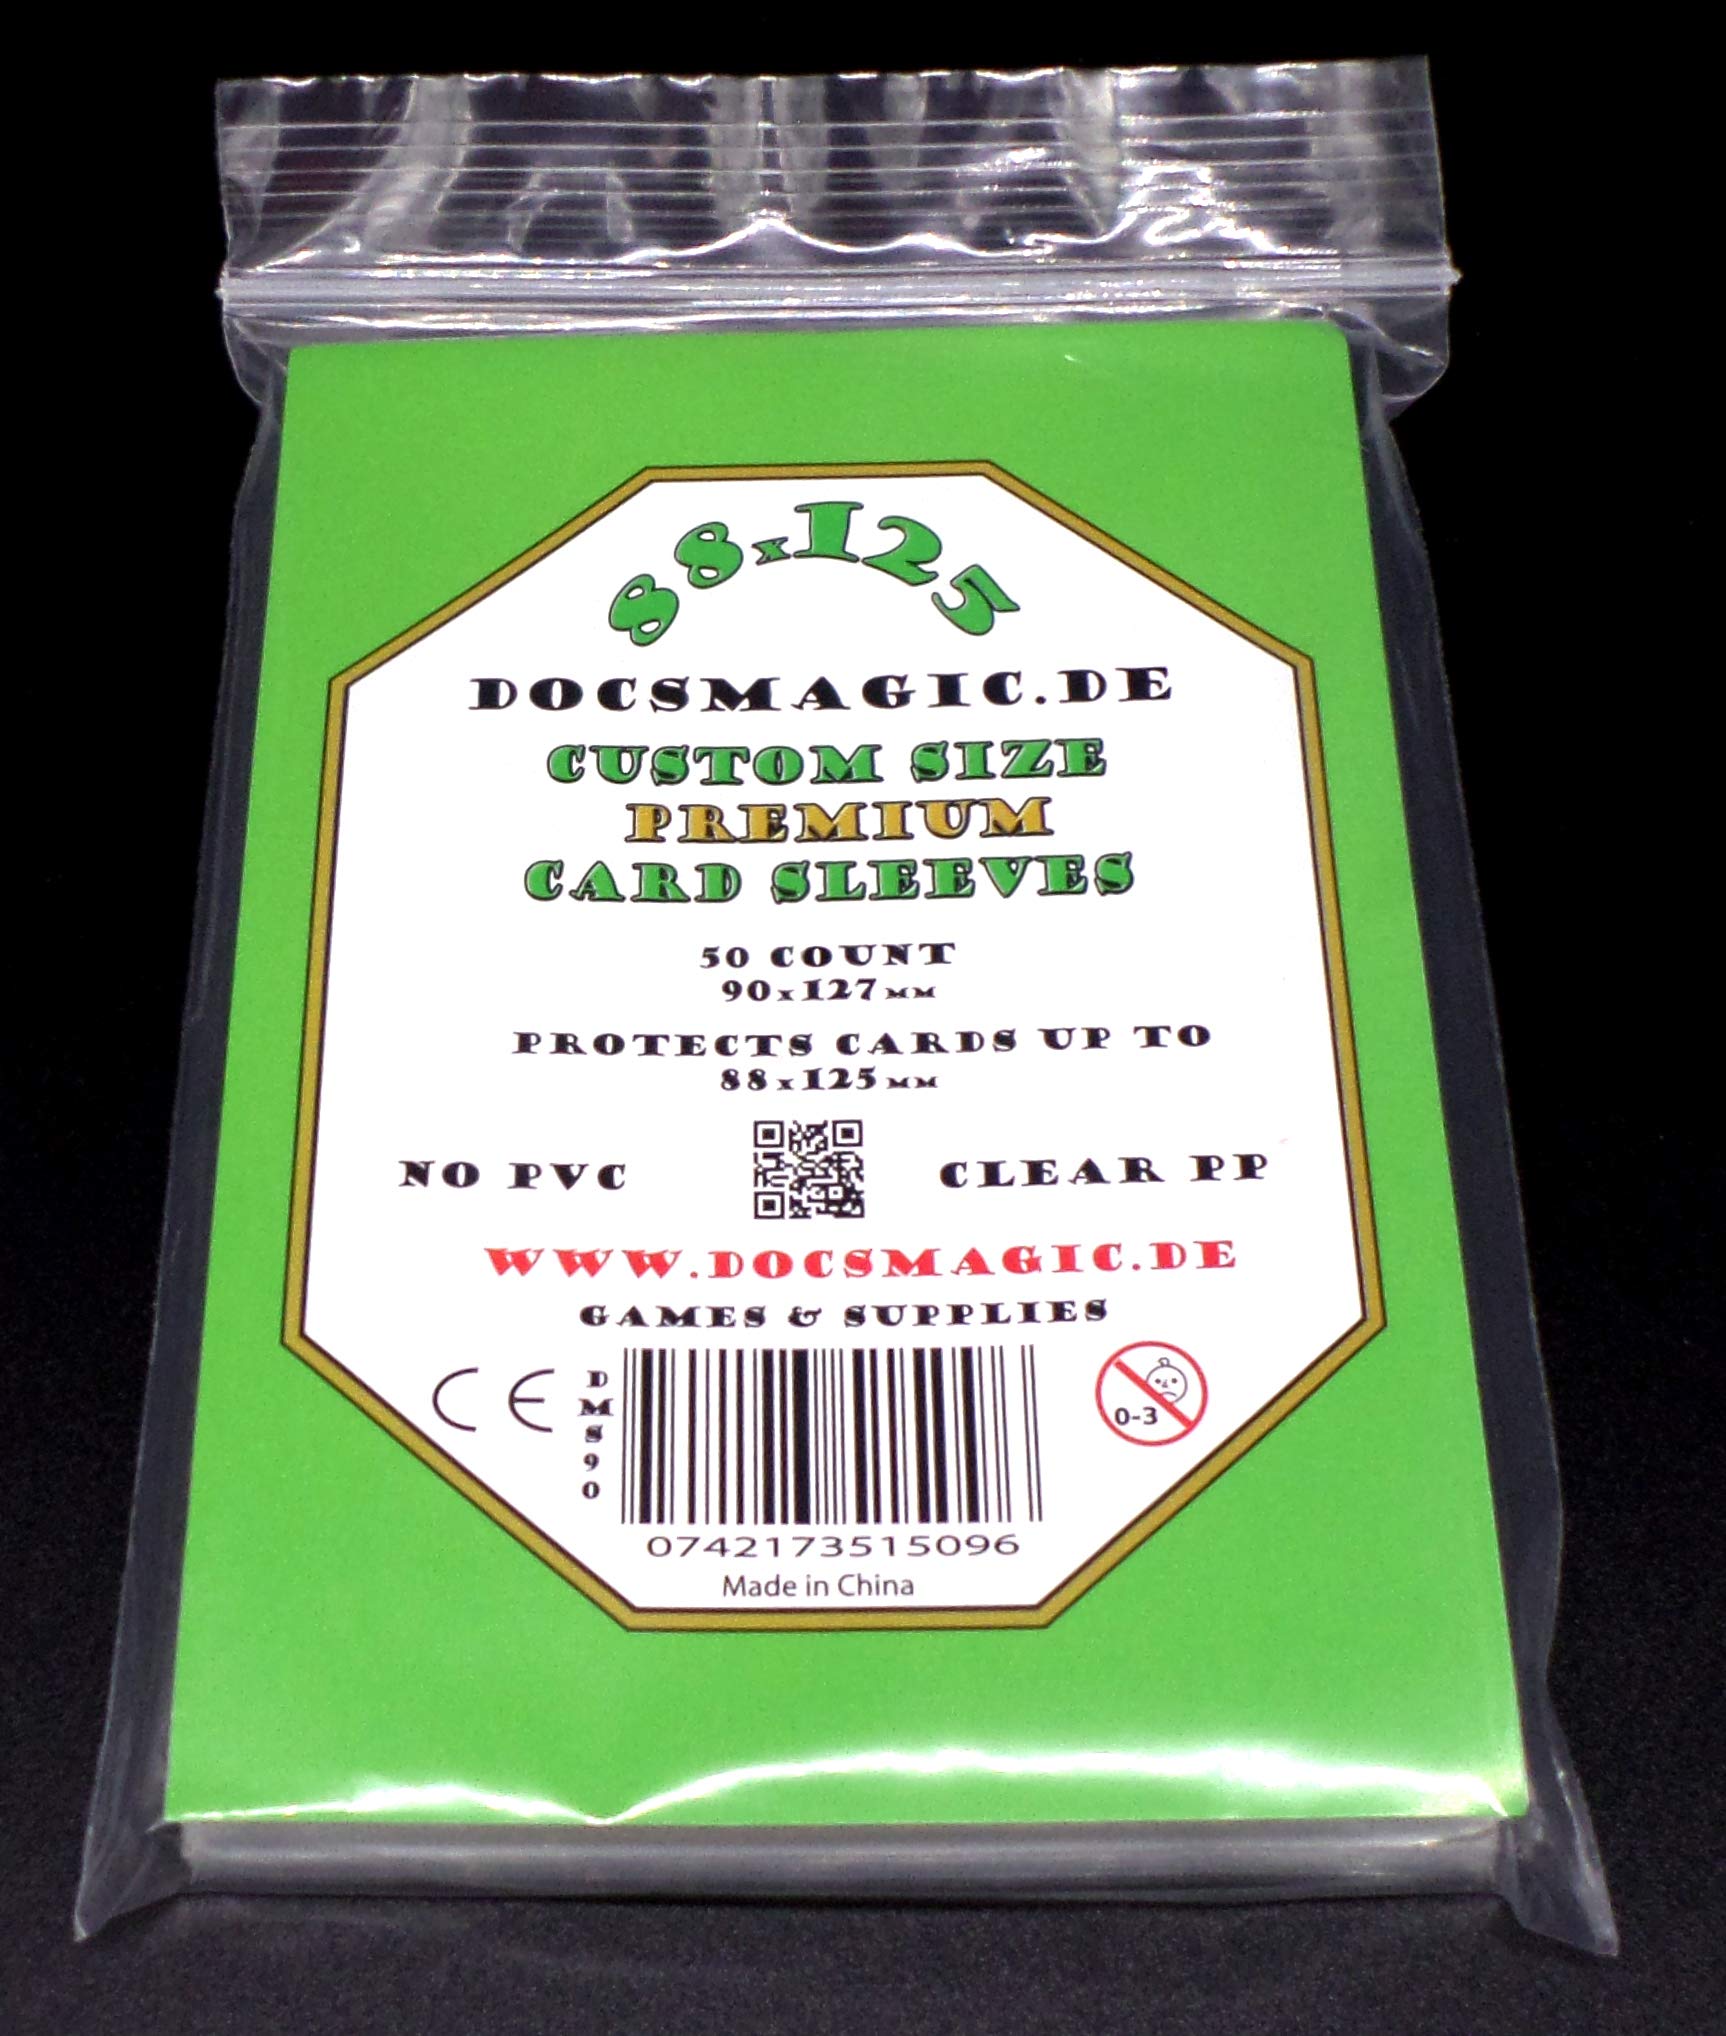 88x125
DOCSMAGIC.DE
CUSTOM SIZE
PREMIUM
CARD SLEEVES
50 COUNT
90x127MM
PROTECTS CARDS UP TO
88x125MM
NO PVC CLEAR PP
WWW.DOCSMAGIC.DE
GAMES & SUPPLIES
CE DMS90 0-3
0742173515096
Made in China